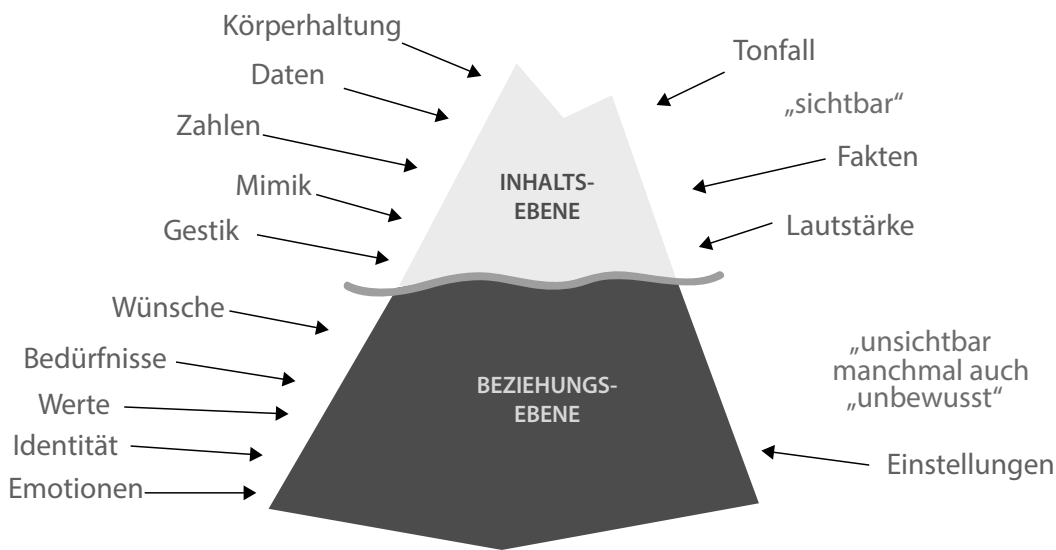 Körperhaltung
Tonfall
Daten
„sichtbar“
Zahlen
Fakten
Mimik
INHALTS-
EBENE
Gestik
Lautstärke
Wünsche
Bedürfnisse
„unsichtbar
manchmal auch
„unbewusst“
BEZIEHUNGS-
EBENE
Werte
Identität
Einstellungen
Emotionen